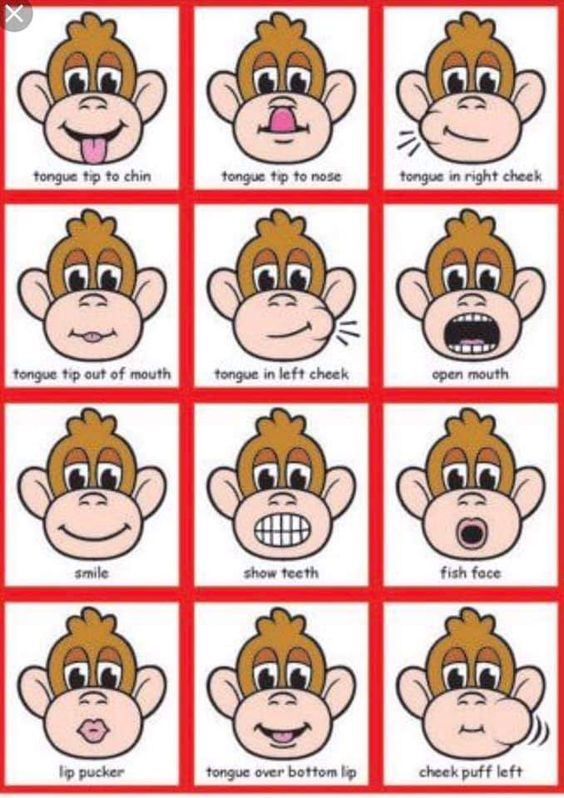 tongue tip to chin
tongue tip to nose
tongue in right cheek
tongue tip out of mouth
tongue in left cheek
open mouth
smile
show teeth
fish face
lip pucker
tongue over bottom lip
cheek puff left